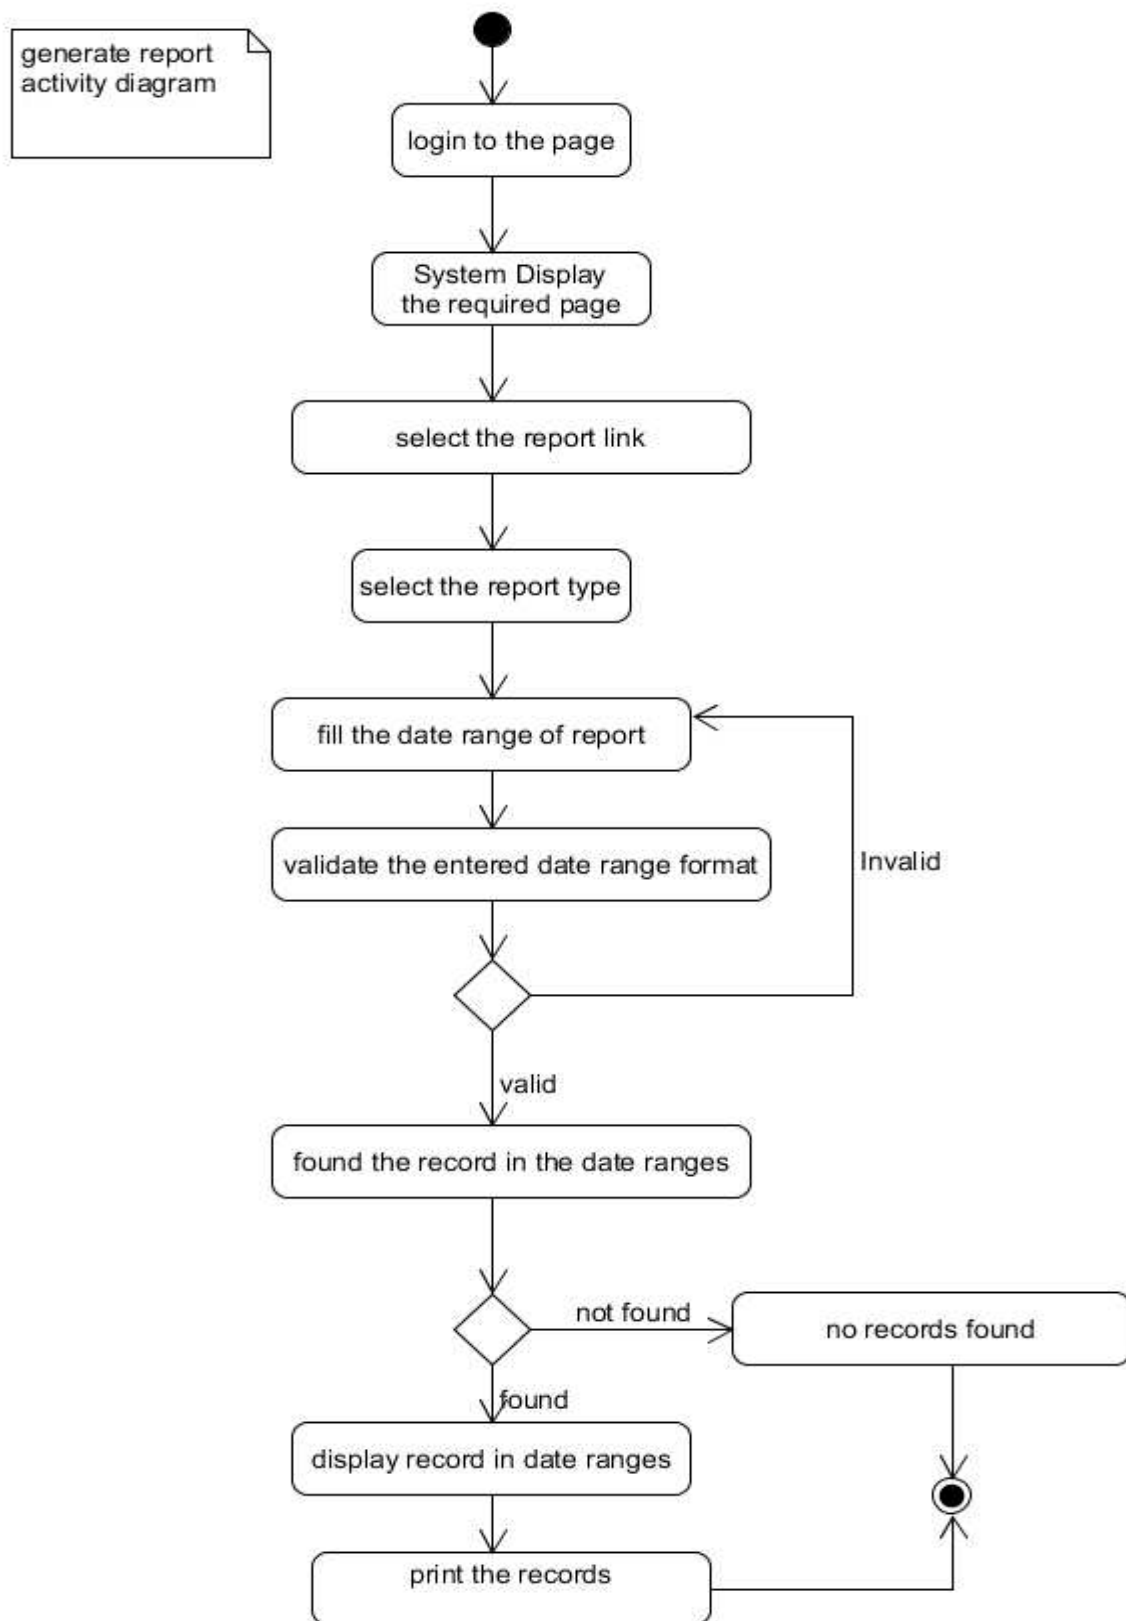 generate report
activity diagram
login to the page
System Display
the required page
select the report link
select the report type
fill the date range of report
validate the entered date range format
Invalid
valid
found the record in the date ranges
not found
no records found
found
display record in date ranges
print the records